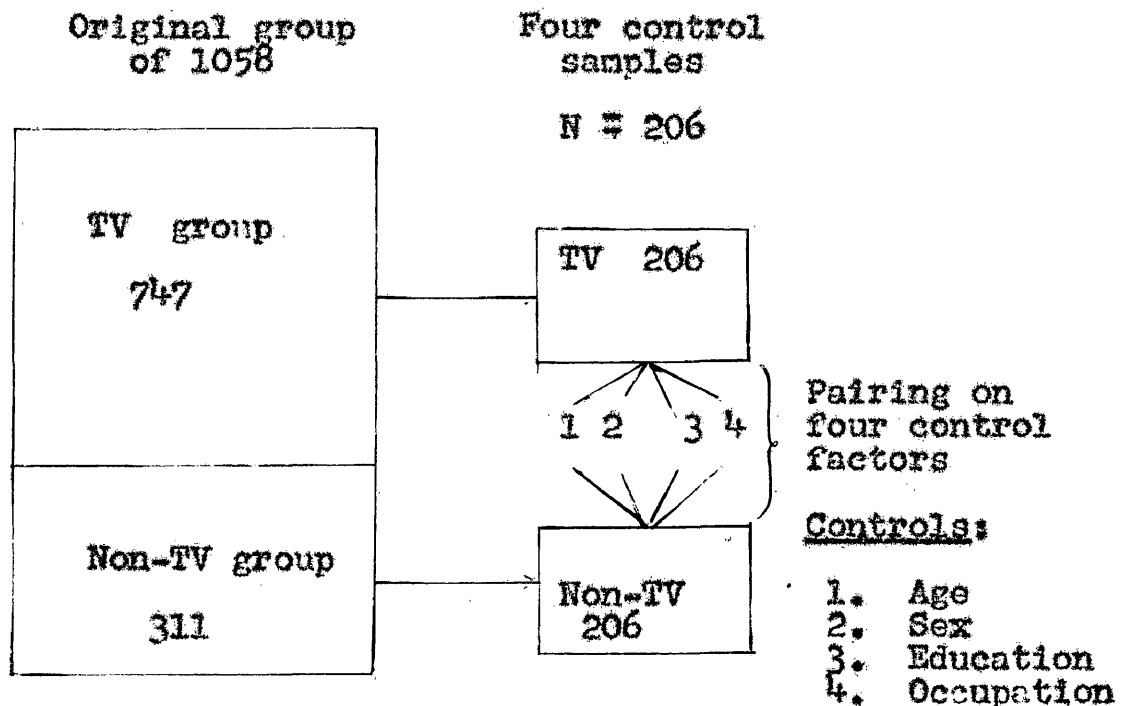 Original group
of 1058
Four control
samples
N = 206
TV group
747
TV 206
1 2 3 4
Pairing on
four control
factors
Non-TV group
311
Non-TV
206
Controls:
1. Age
2. Sex
3. Education
4. Occupation